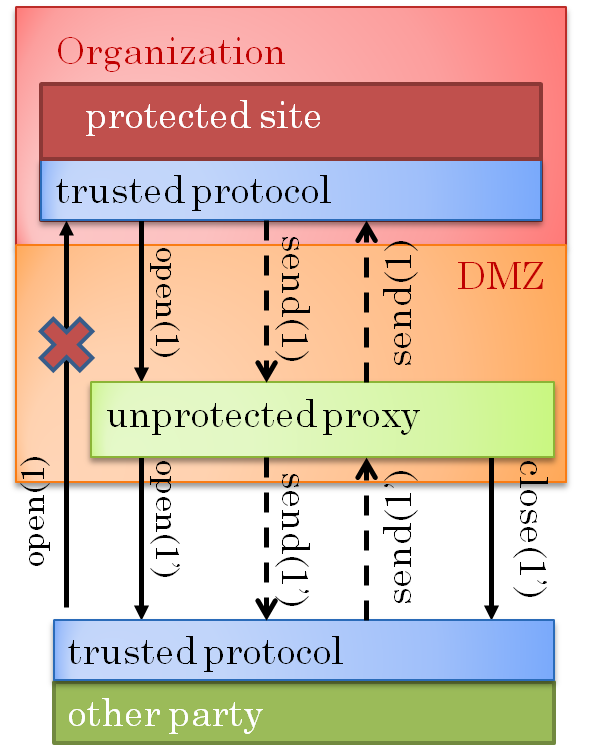 Organization
protected site
trusted protocol
DMZ
open(1)
send(1)
send(1)
unprotected proxy
open(1)
open(1')
send(1')
send(1')
close(1')
trusted protocol
other party